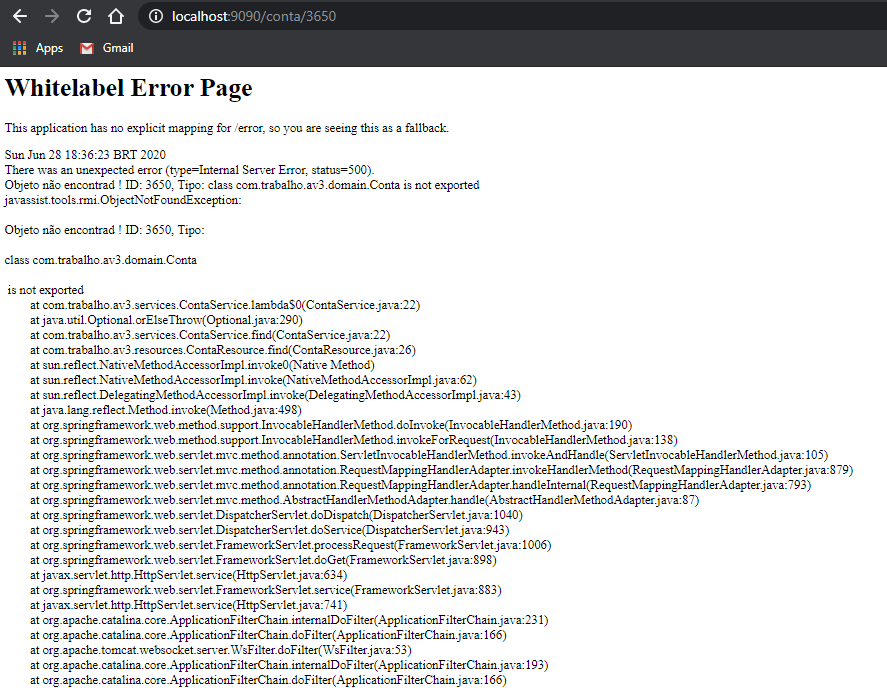 localhost:9090/conta/3650
Apps Gmail
Whitelabel Error Page
This application has no explicit mapping for /error, so you are seeing this as a fallback.
Sun Jun 28 18:36:23 BRT 2020
There was an unexpected error (type=Internal Server Error, status=500).
Objeto não encontrad ! ID: 3650, Tipo: class com.trabalho.av3.domain.Conta is not exported
javassist.tools.rmi.ObjectNotFoundException:
Objeto não encontrad ! ID: 3650, Tipo:
class com.trabalho.av3.domain.Conta
is not exported
at com.trabalho.av3.services.ContaService.lambda$0(ContaService.java:22)
at java.util.Optional.orElseThrow(Optional.java:290)
at com.trabalho.av3.services.ContaService.find(ContaService.java:22)
at com.trabalho.av3.resources.ContaResource.find(ContaResource.java:26)
at sun.reflect.NativeMethodAccessorImpl.invoke0(Native Method)
at sun.reflect.NativeMethodAccessorImpl.invoke(NativeMethodAccessorImpl.java:62)
at sun.reflect.DelegatingMethodAccessorImpl.invoke(DelegatingMethodAccessorImpl.java:43)
at java.lang.reflect.Method.invoke(Method.java:498)
at org.springframework.web.method.support.InvocableHandlerMethod.doInvoke(InvocableHandlerMethod.java:190)
at org.springframework.web.method.support.InvocableHandlerMethod.invokeForRequest(InvocableHandlerMethod.java:138)
at org.springframework.web.servlet.mvc.method.annotation.ServletInvocableHandlerMethod.invokeAndHandle(ServletInvocableHandlerMethod.java:105)
at org.springframework.web.servlet.mvc.method.annotation.RequestMappingHandlerAdapter.invokeHandlerMethod(RequestMappingHandlerAdapter.java:879)
at org.springframework.web.servlet.mvc.method.annotation.RequestMappingHandlerAdapter.handleInternal(RequestMappingHandlerAdapter.java:793)
at org.springframework.web.servlet.mvc.method.AbstractHandlerMethodAdapter.handle(AbstractHandlerMethodAdapter.java:87)
at org.springframework.web.servlet.DispatcherServlet.doDispatch(DispatcherServlet.java:1040)
at org.springframework.web.servlet.DispatcherServlet.doService(DispatcherServlet.java:943)
at org.springframework.web.servlet.FrameworkServlet.processRequest(FrameworkServlet.java:1006)
at org.springframework.web.servlet.FrameworkServlet.doGet(FrameworkServlet.java:898)
at javax.servlet.http.HttpServlet.service(HttpServlet.java:634)
at org.springframework.web.servlet.FrameworkServlet.service(FrameworkServlet.java:883)
at javax.servlet.http.HttpServlet.service(HttpServlet.java:741)
at org.apache.catalina.core.ApplicationFilterChain.internalDoFilter(ApplicationFilterChain.java:231)
at org.apache.catalina.core.ApplicationFilterChain.doFilter(ApplicationFilterChain.java:166)
at org.apache.tomcat.websocket.server.WsFilter.doFilter(WsFilter.java:53)
at org.apache.catalina.core.ApplicationFilterChain.internalDoFilter(ApplicationFilterChain.java:193)
at org.apache.catalina.core.ApplicationFilterChain.doFilter(ApplicationFilterChain.java:166)